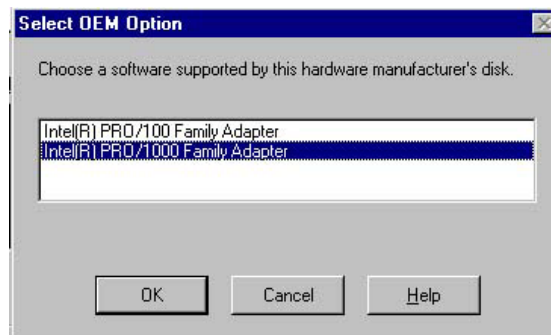 Select OEM Option
Choose a software supported by this hardware manufacturer's disk.
Intel(R) PRO/100 Family Adapter
Intel(R) PRO/1000 Family Adapter
OK Cancel Help